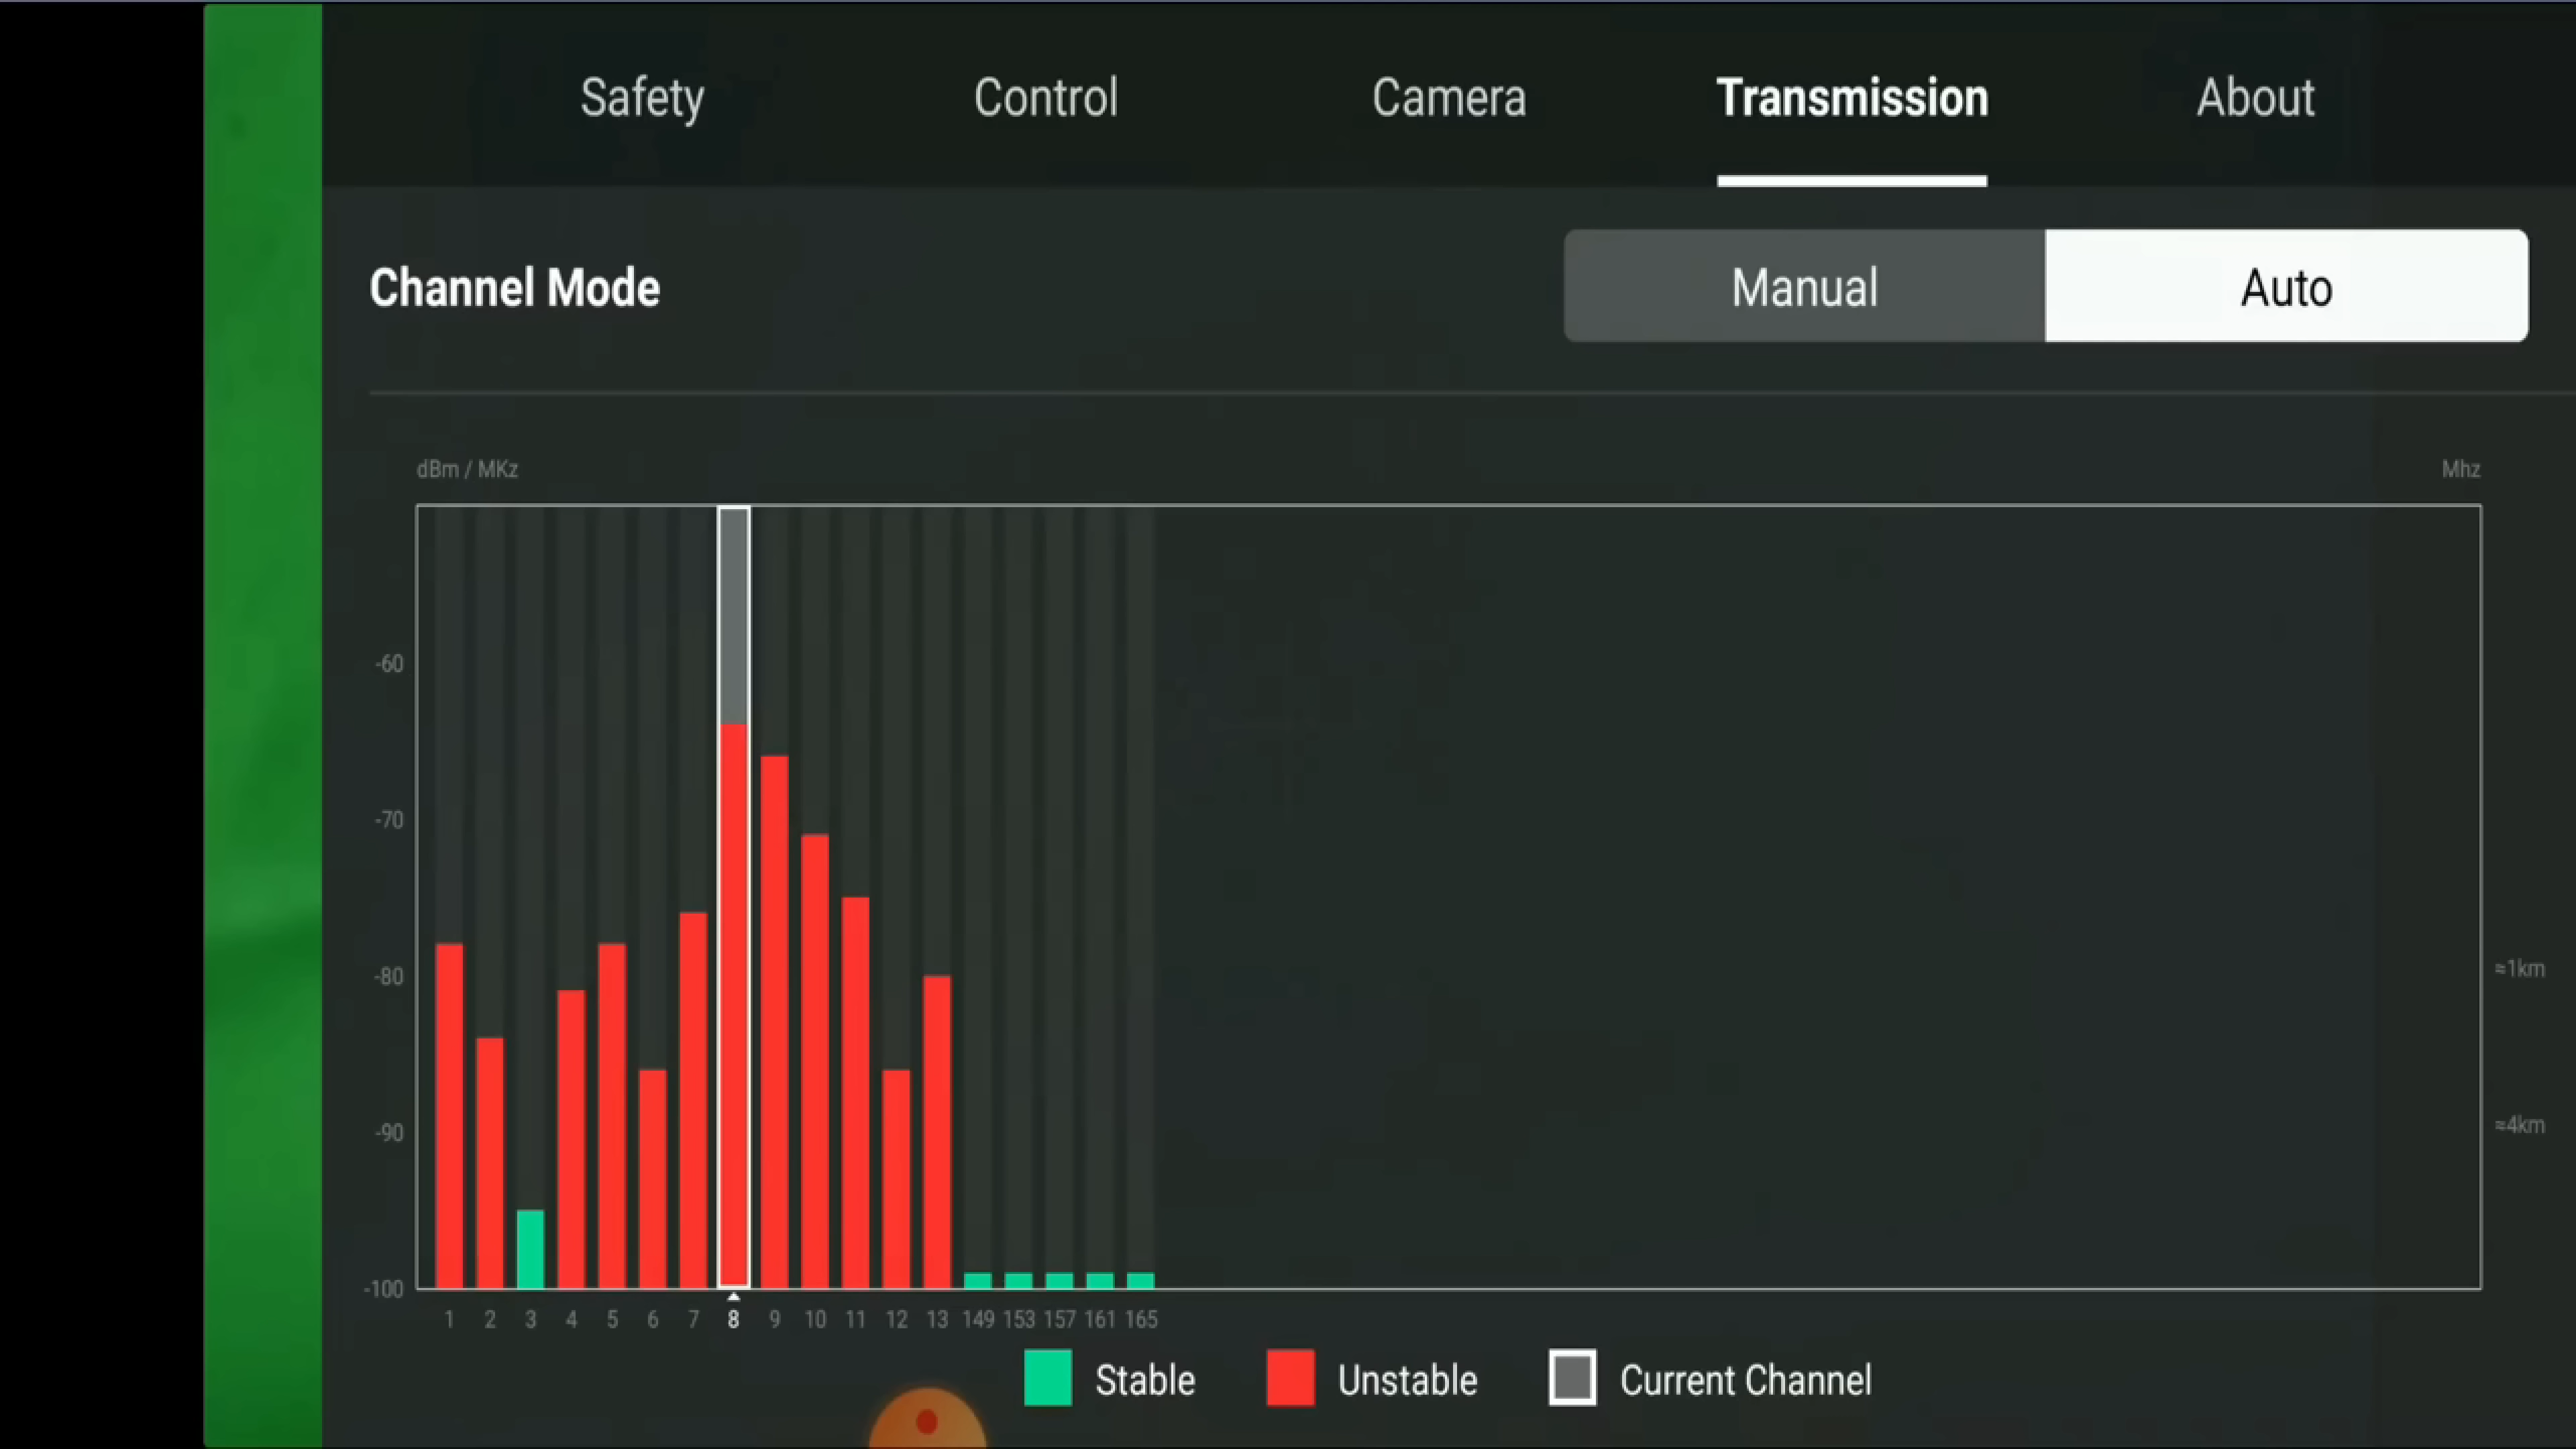 Safety Control Camera Transmission About
Channel Mode Manual Auto
dBm / MKz Mhz
-60
-70
-80 ≈1km
-90 ≈4km
-100
1 2 3 4 5 6 7 8 9 10 11 12 13 149 153 157 161 165
Stable Unstable Current Channel